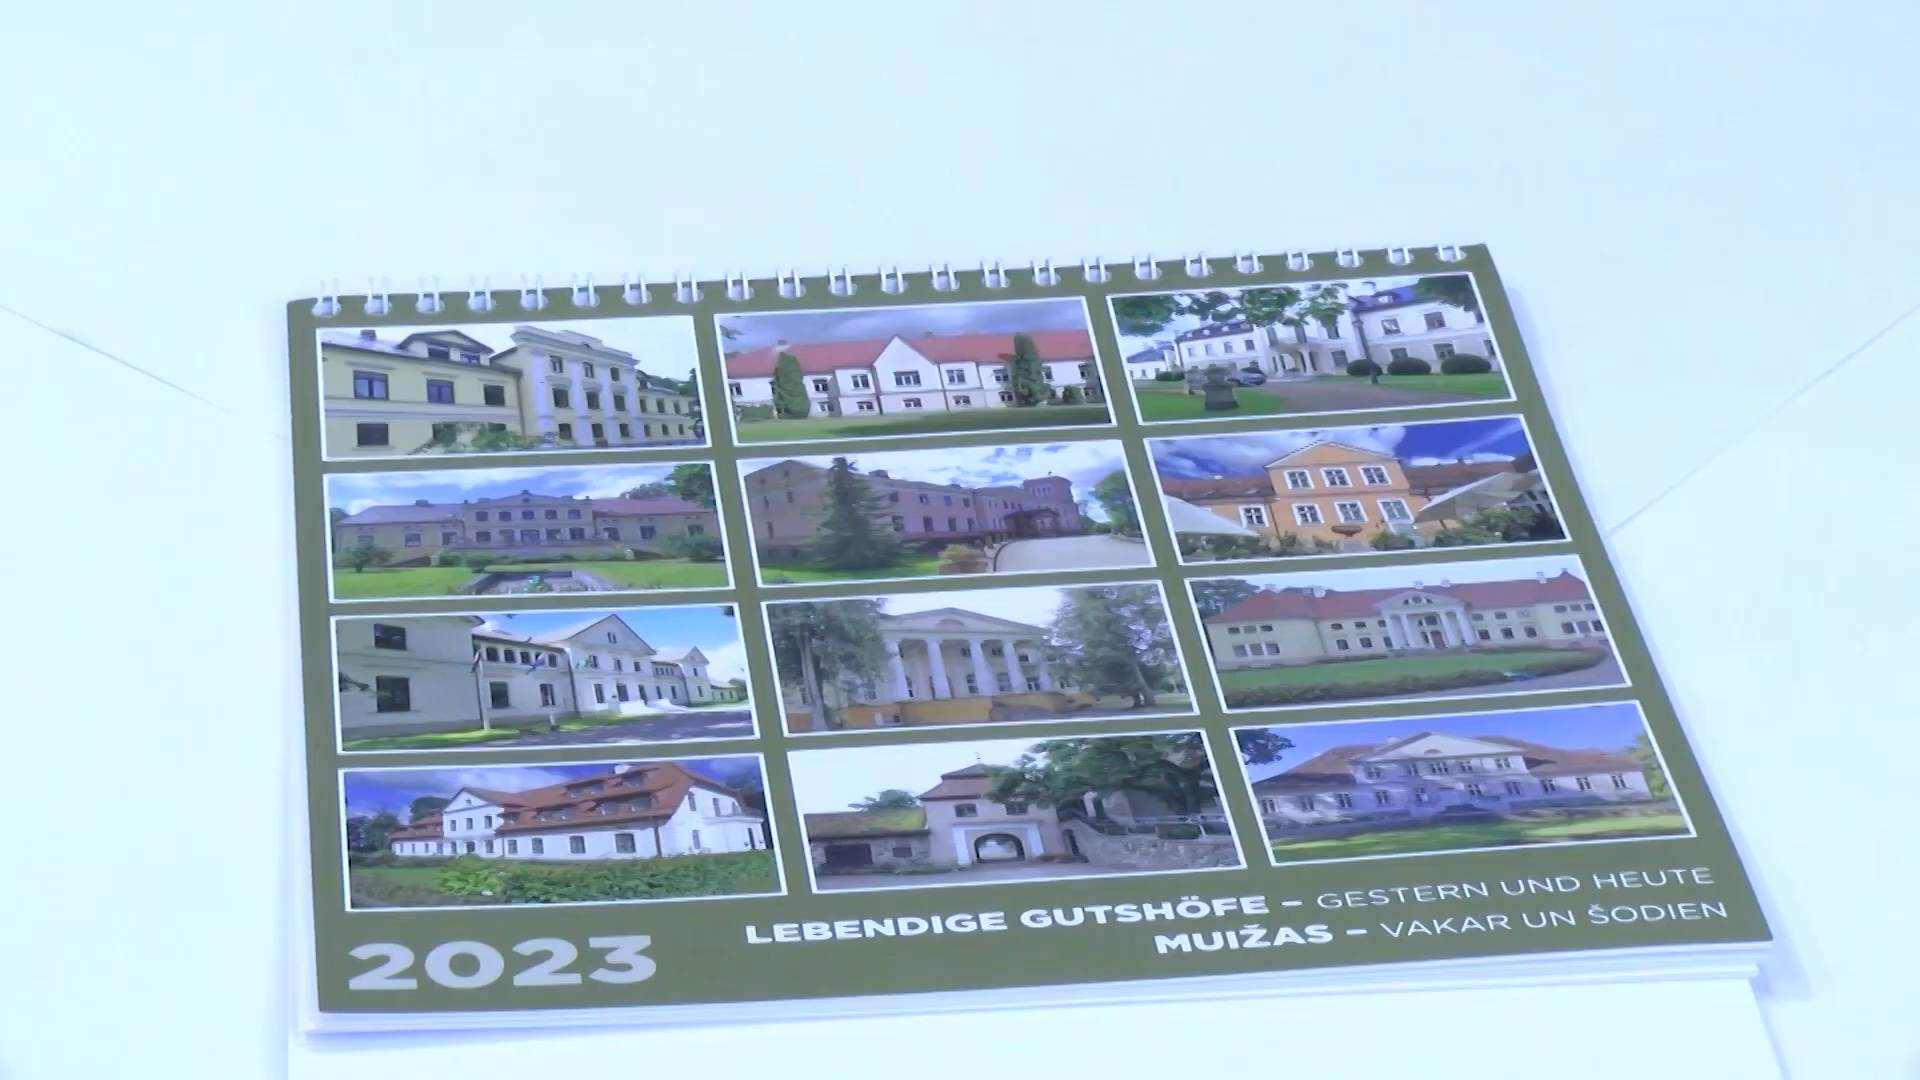 2023
LEBENDIGE GUTSHÖFE – GESTERN UND HEUTE
MUIŽAS – VAKAR UN ŠODIEN